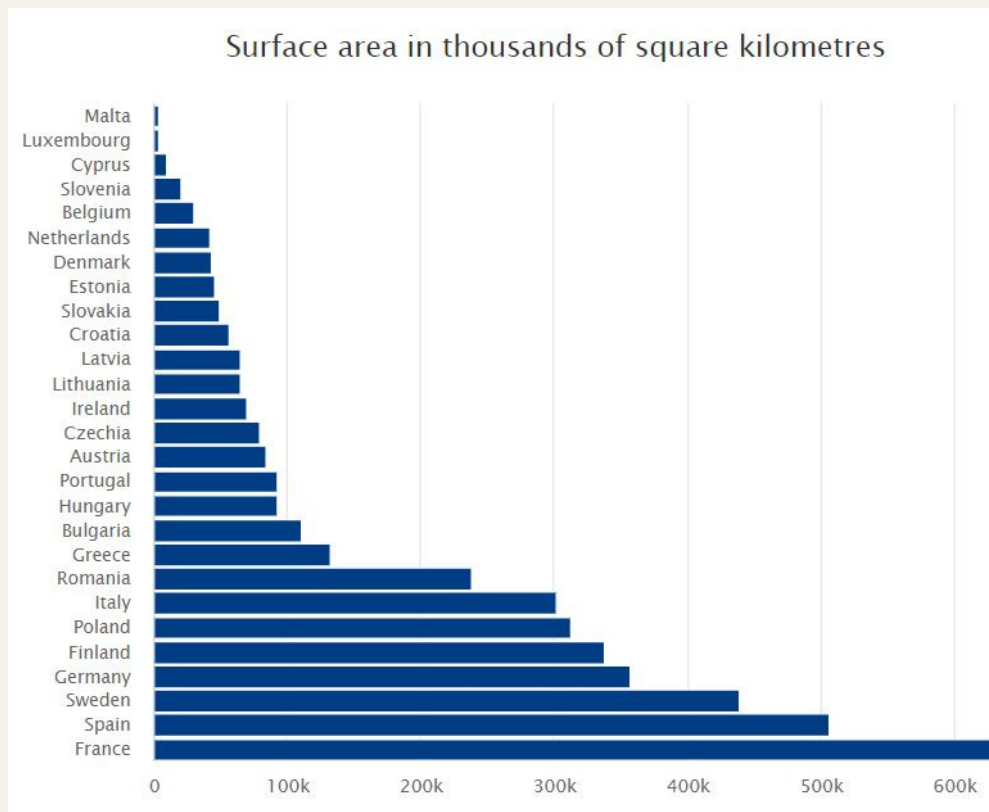 Surface area in thousands of square kilometres
Malta
Luxembourg
Cyprus
Slovenia
Belgium
Netherlands
Denmark
Estonia
Slovakia
Croatia
Latvia
Lithuania
Ireland
Czechia
Austria
Portugal
Hungary
Bulgaria
Greece
Romania
Italy
Poland
Finland
Germany
Sweden
Spain
France
0 100k 200k 300k 400k 500k 600k